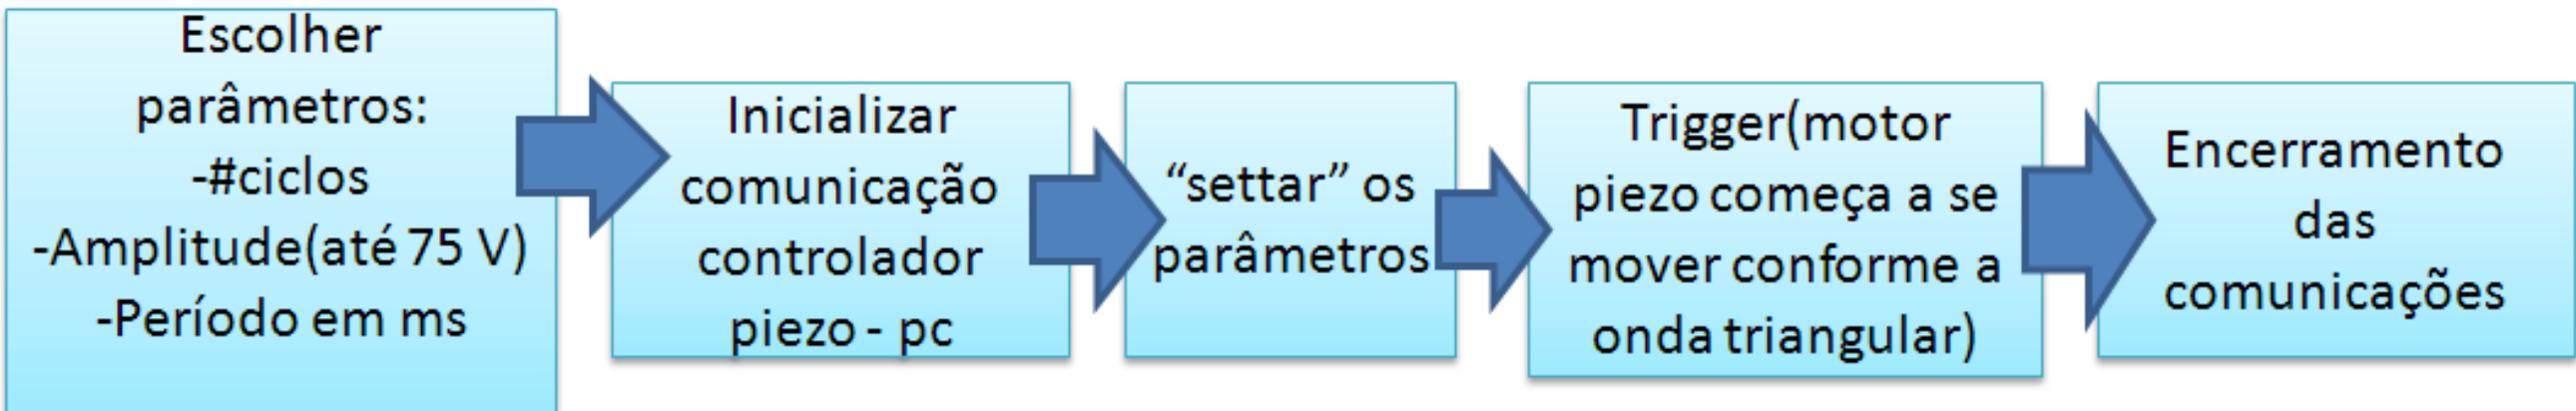 Escolher
parâmetros:
-#ciclos
-Amplitude(até 75 V)
-Período em ms
Inicializar
comunicação
controlador
piezo - pc
“settar” os
parâmetros
Trigger(motor
piezo começa a se
mover conforme a
onda triangular)
Encerramento
das
comunicações